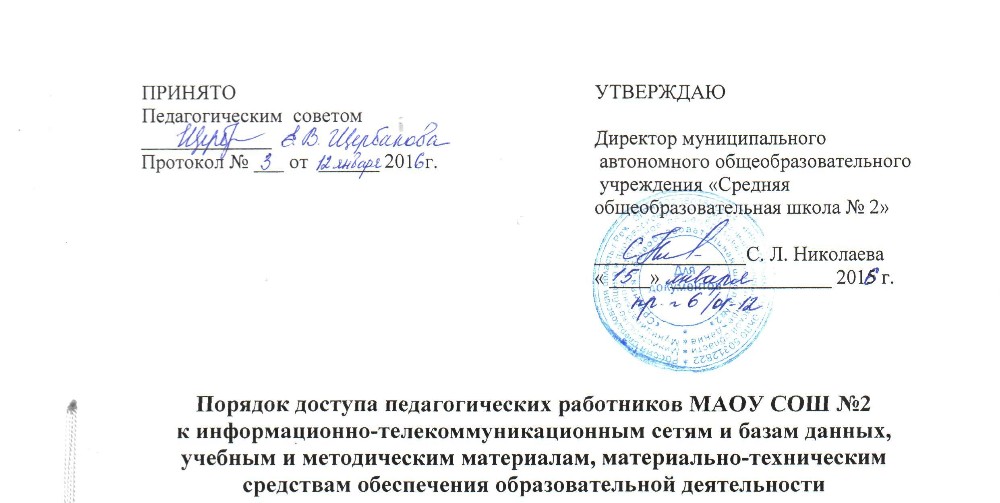 ПРИНЯТО
Педагогическим советом
Щерб Е.В. Щербакова
Протокол № 3 от 12 января 2016г.
УТВЕРЖДАЮ
Директор муниципального
автономного общеобразовательного
учреждения «Средняя
общеобразовательная школа № 2»
С. Л. Николаева
« 15 » января 2016 г.
пр. № 6/01-12
Для
документов
ОКПО 50312822
Порядок доступа педагогических работников МАОУ СОШ №2
к информационно-телекоммуникационным сетям и базам данных,
учебным и методическим материалам, материально-техническим
средствам обеспечения образовательной деятельности